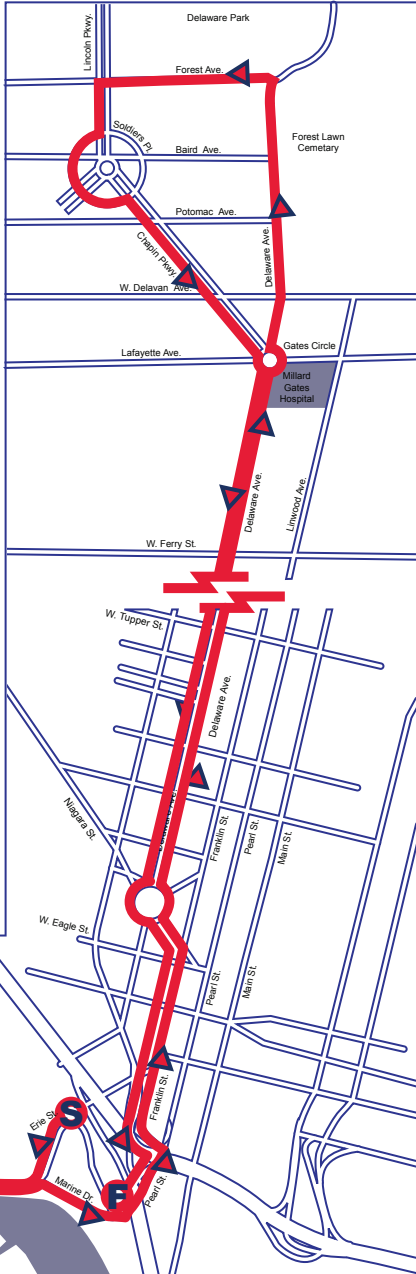 Delaware Park
Lincoln Pkwy.
Forest Ave.
Soldiers Pl.
Forest Lawn
Cemetery
Baird Ave.
Potomac Ave.
Chapin Pkwy.
Delaware Ave.
W. Delavan Ave.
Gates Circle
Lafayette Ave.
Millard
Gates
Hospital
Delaware Ave.
Linwood Ave.
W. Ferry St.
W. Tupper St.
Delaware Ave.
Delaware Ave.
Niagara St.
Franklin St.
Pearl St.
Main St.
W. Eagle St.
Pearl St.
Main St.
Franklin St.
Erie St.
S
Marine Dr.
F
Pearl St.